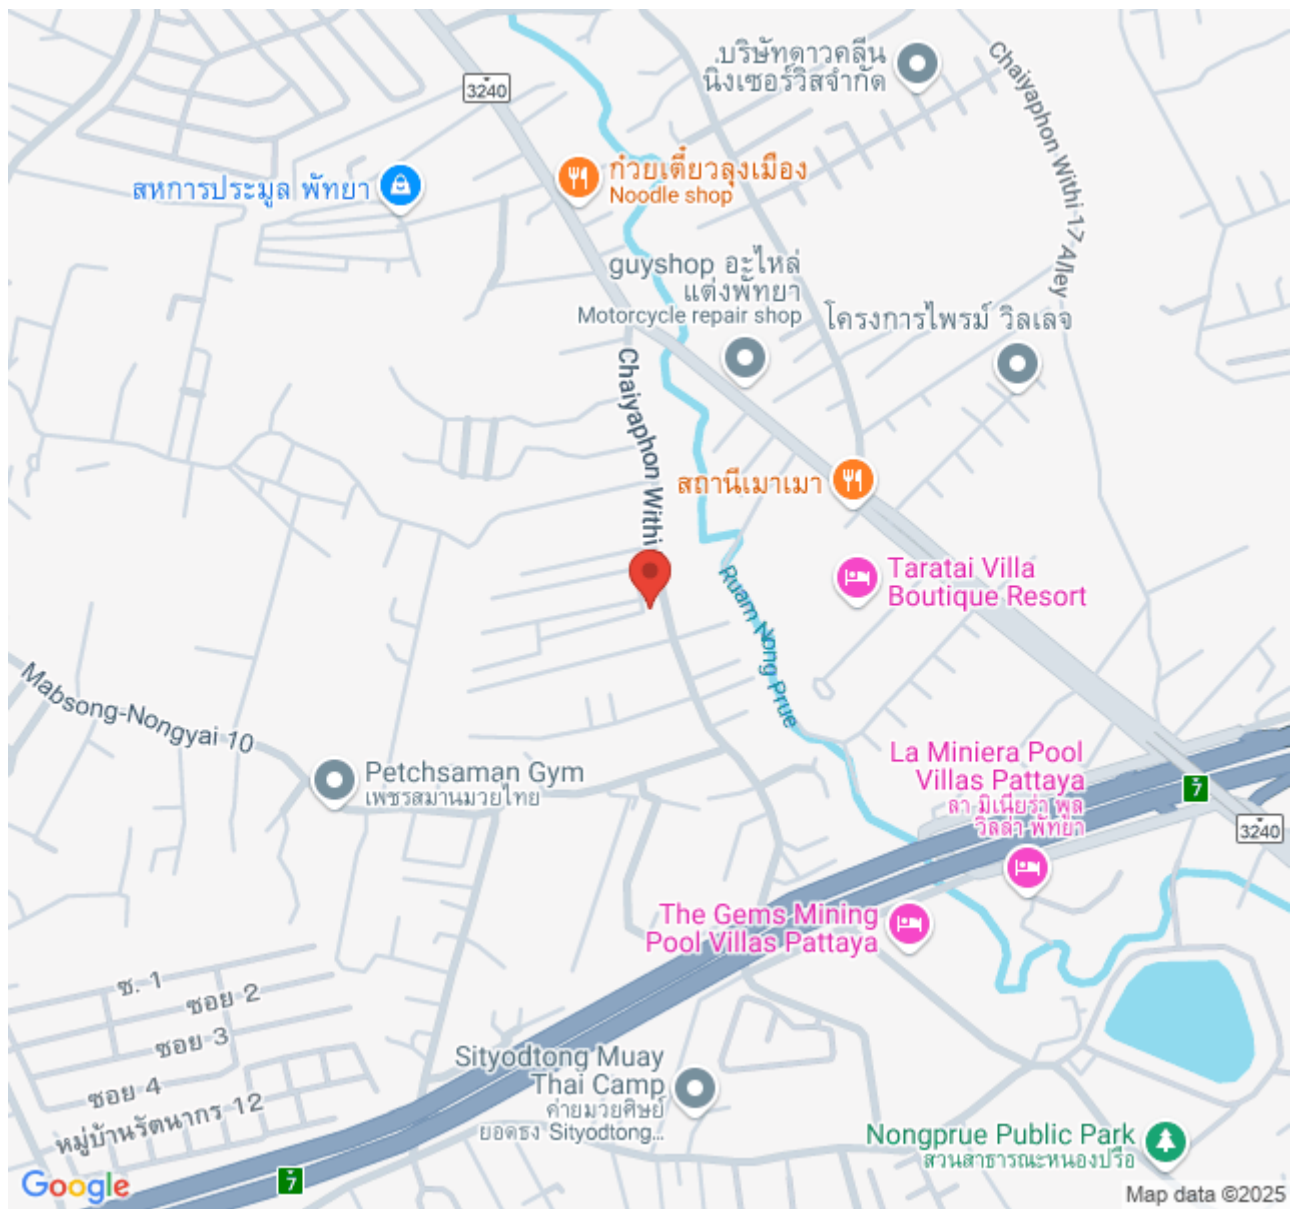 .บริษัทดาวคลีน
นิ่งเซอร์วิสจำกัด
Chaiyaphon Withi 17 Alley
3240
ก๋วยเตี๋ยวลุงเมือง
Noodle shop
สหการประมูล พัทยา
guyshop อะไหล่
แต่งพัทยา
Motorcycle repair shop
โครงการไพรม์ วิลเลจ
Chaiyaphon Withi
สถานีเมาเมา
Taratai Villa
Boutique Resort
Ruam Nong Prue
Mabsong-Nongyai 10
Petchsaman Gym
เพชรสมานมวยไทย
La Miniera Pool
Villas Pattaya
ลา มิเนียร่า พูล
วิลล่า พัทยา
7
3240
The Gems Mining
Pool Villas Pattaya
ซ. 1
ซอย 2
ซอย 3
ซอย 4
หมู่บ้านรัตนากร 12
Sityodtong Muay
Thai Camp
ค่ายมวยศิษย์
ยอดธง Sityodtong...
Nongprue Public Park
สวนสาธารณะหนองปรือ
7
Google
Map data ©2025